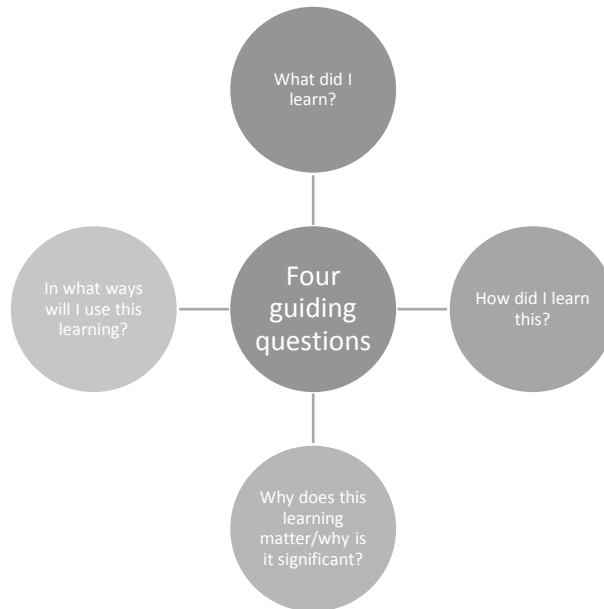 What did I
learn?
Four
guiding
questions
How did I learn
this?
Why does this
learning
matter/why is
it significant?
In what ways
will I use this
learning?